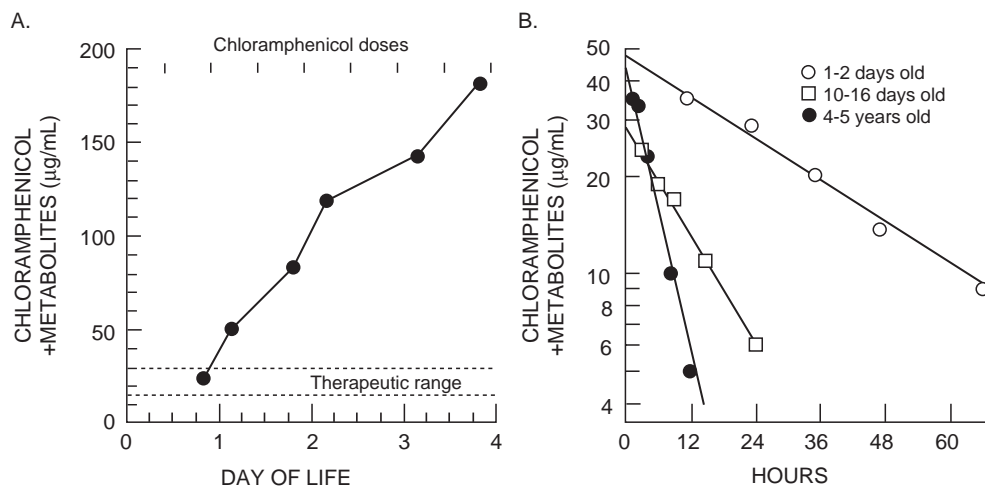 A.
Chloramphenicol doses
200
150
100
50
0
CHLORAMPHENICOL
+METABOLITES (µg/mL)
Therapeutic range
0 1 2 3 4
DAY OF LIFE
B.
50
40
30
20
10
8
6
4
CHLORAMPHENICOL
+METABOLITES (µg/mL)
1-2 days old
10-16 days old
4-5 years old
0 12 24 36 48 60
HOURS